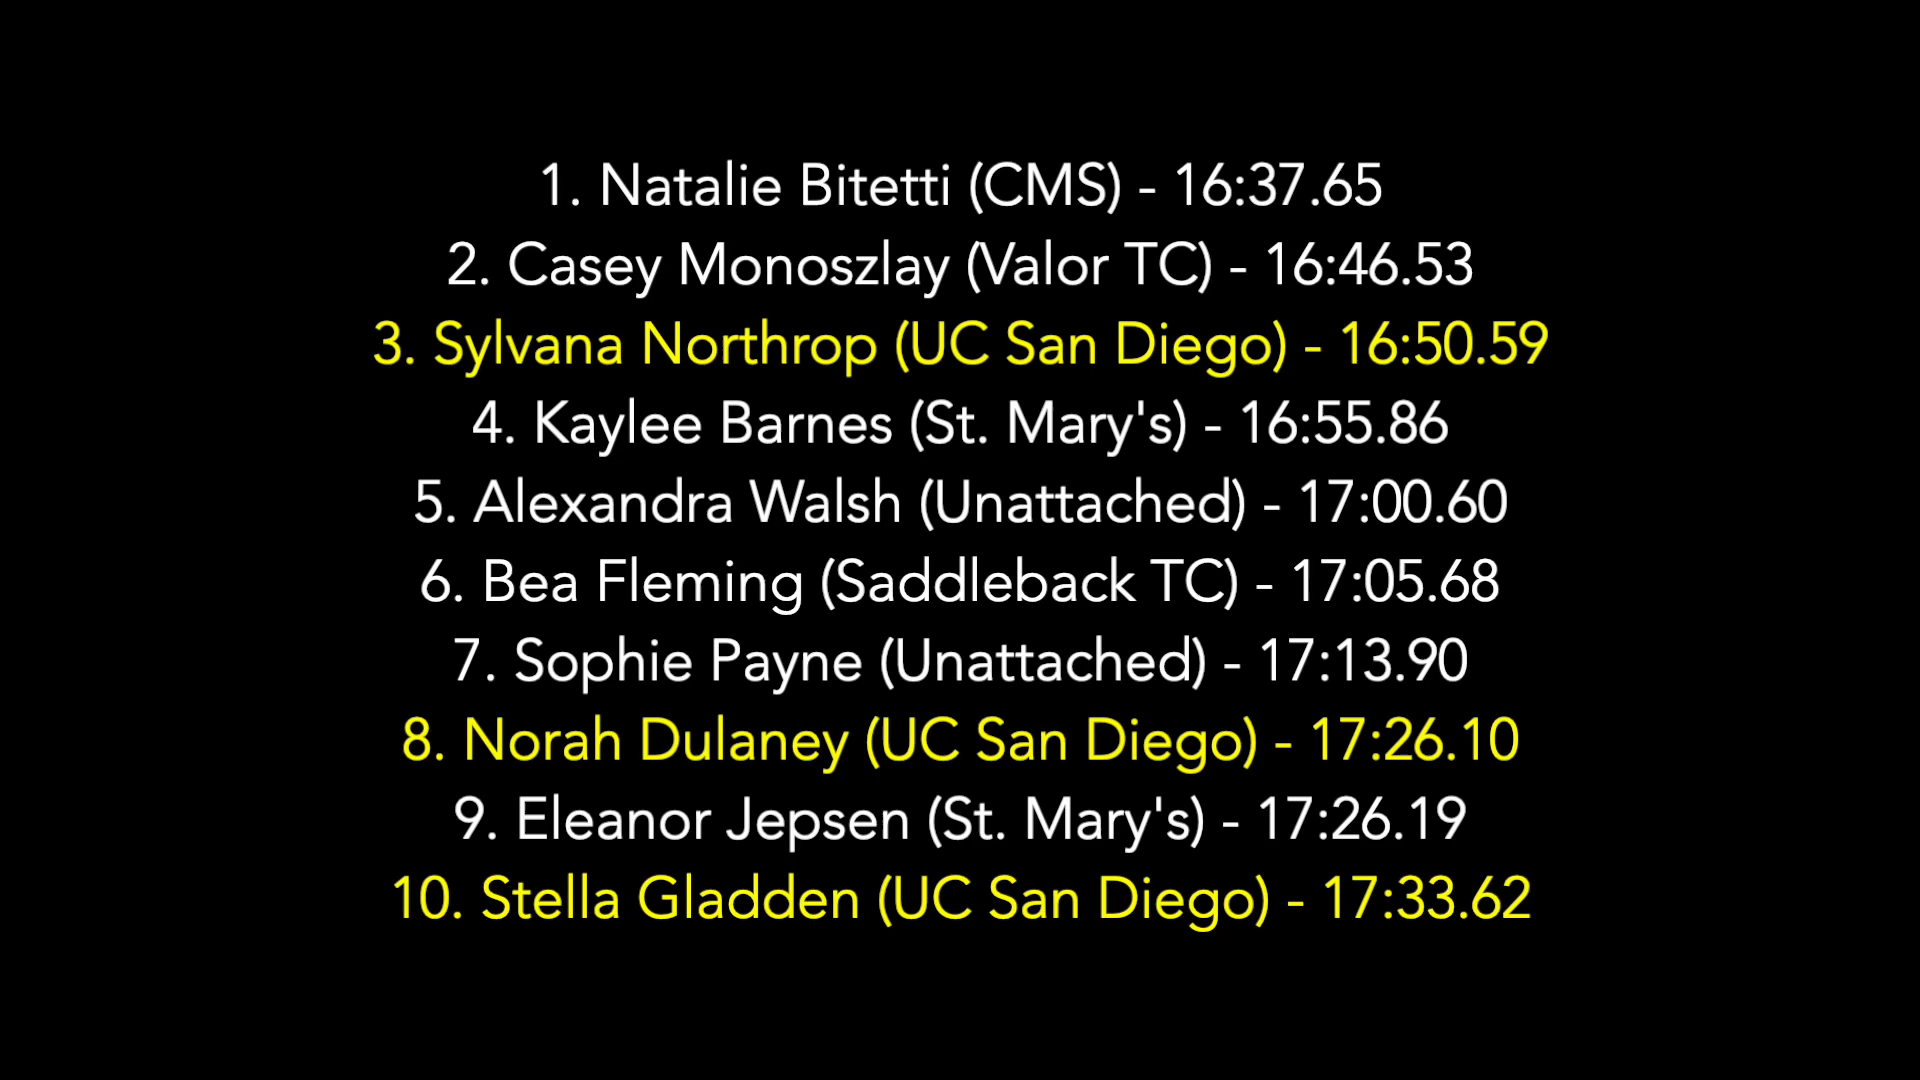 1. Natalie Bitetti (CMS) - 16:37.65
2. Casey Monoszlay (Valor TC) - 16:46.53
3. Sylvana Northrop (UC San Diego) - 16:50.59
4. Kaylee Barnes (St. Mary's) - 16:55.86
5. Alexandra Walsh (Unattached) - 17:00.60
6. Bea Fleming (Saddleback TC) - 17:05.68
7. Sophie Payne (Unattached) - 17:13.90
8. Norah Dulaney (UC San Diego) - 17:26.10
9. Eleanor Jepsen (St. Mary's) - 17:26.19
10. Stella Gladden (UC San Diego) - 17:33.62